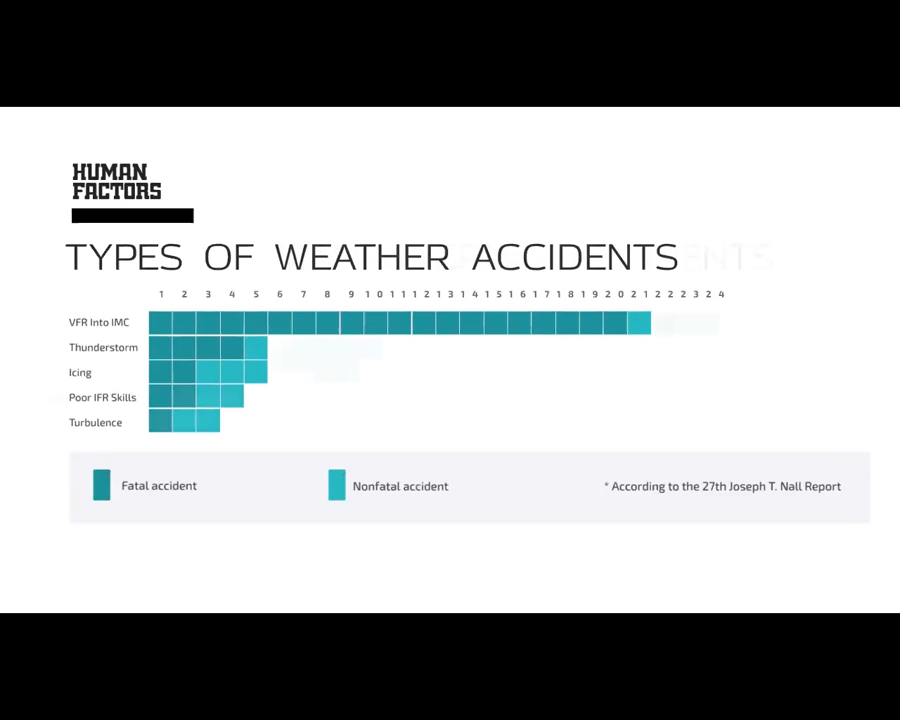 HUMAN
FACTORS
TYPES OF WEATHER ACCIDENTS
1 2 3 4 5 6 7 8 9 10 11 12 13 14 15 16 17 18 19 20 21 22 23 24
VFR Into IMC
Thunderstorm
Icing
Poor IFR Skills
Turbulence
Fatal accident
Nonfatal accident
* According to the 27th Joseph T. Nall Report